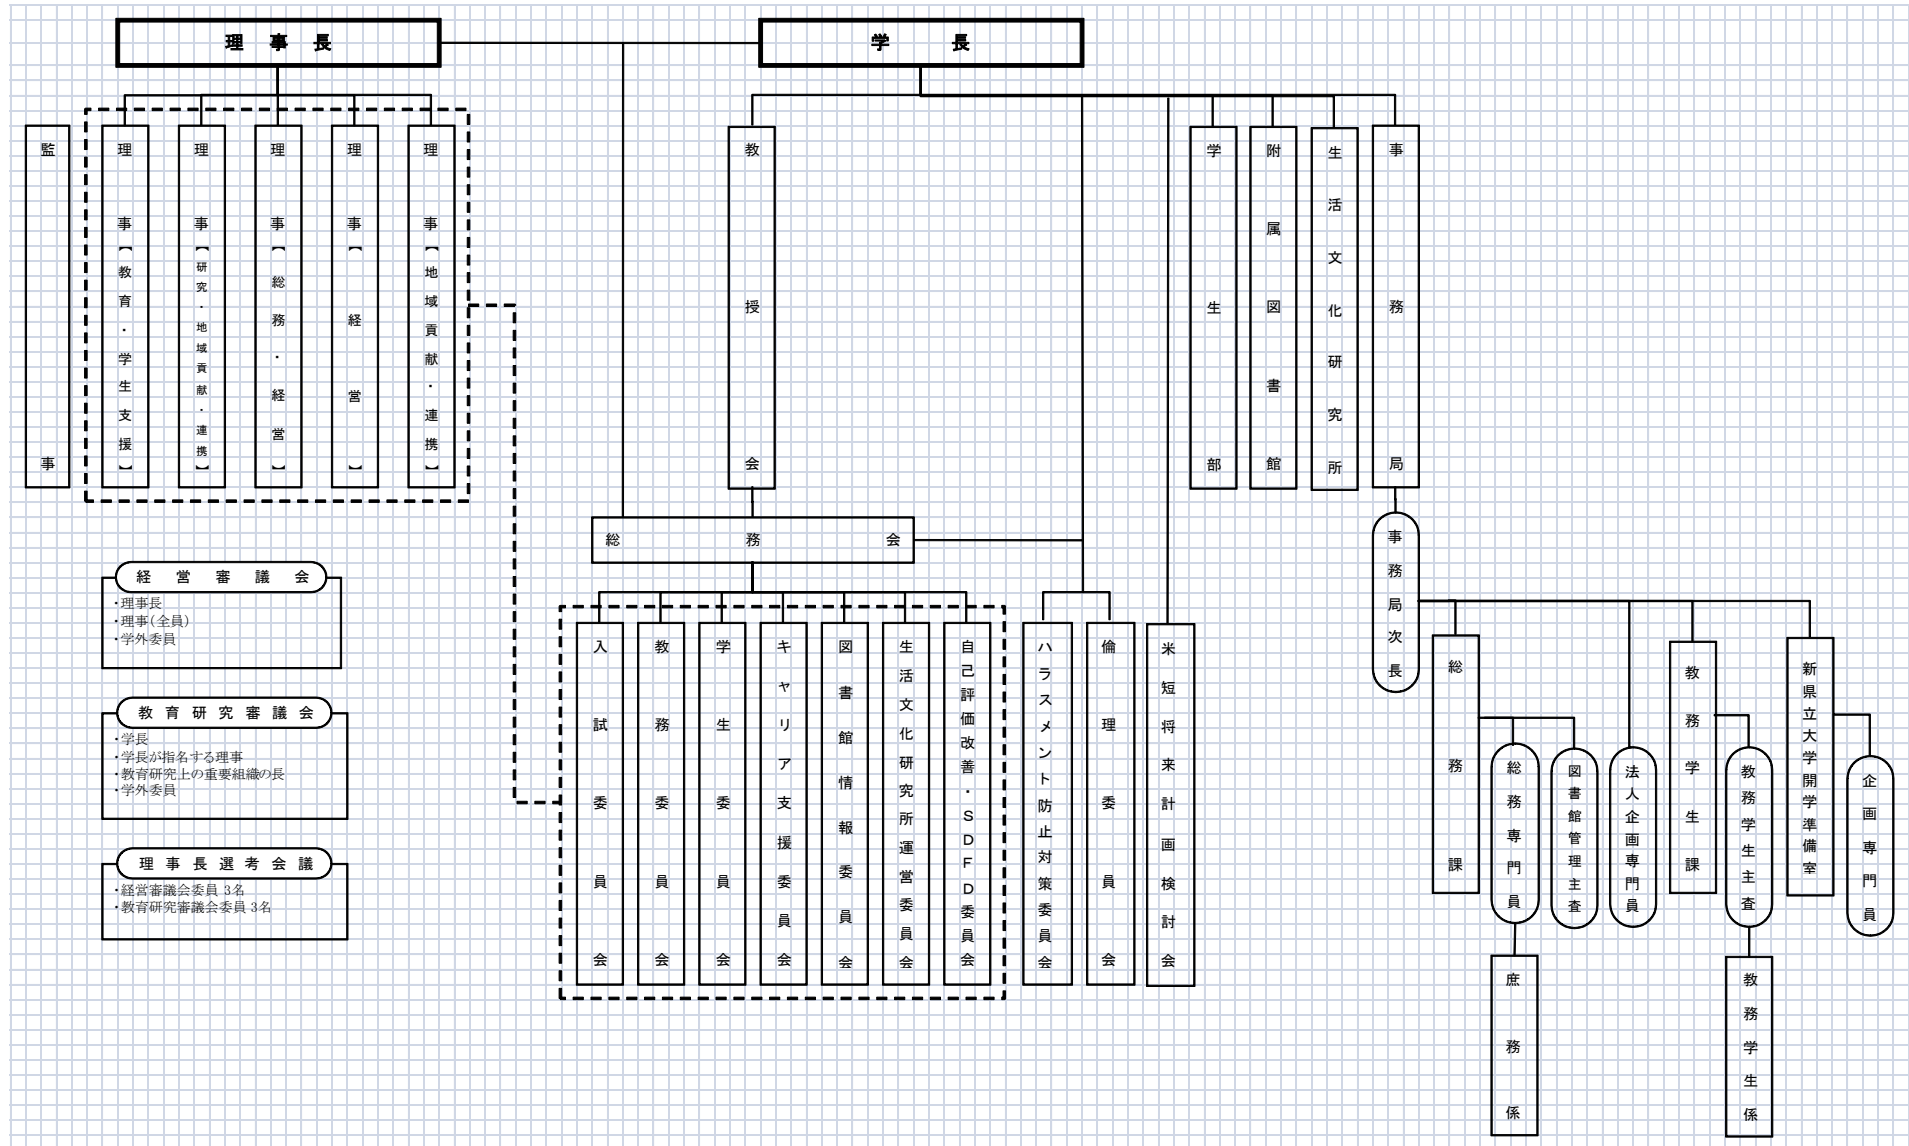 理事長
学長
監事
理事【教育・学生支援】
理事【研究・地域貢献・連携】
理事【総務・経営】
理事【経営】
理事【地域貢献・連携】
教授会
学生部
附属図書館
生活文化研究所
事務局
総務会
事務局次長
経営審議会
・理事長
・理事(全員)
・学外委員
教育研究審議会
・学長
・学長が指名する理事
・教育研究上の重要組織の長
・学外委員
理事長選考会議
・経営審議会委員 3名
・教育研究審議会委員 3名
入試委員会
教務委員会
学生委員会
キャリア支援委員会
図書館情報委員会
生活文化研究所運営委員会
自己評価改善・SDFD委員会
ハラスメント防止対策委員会
倫理委員会
米短将来計画検討会
総務課
総務専門員
図書館管理主査
法人企画専門員
教務学生課
教務学生主査
新県立大学開学準備室
企画専門員
庶務係
教務学生係